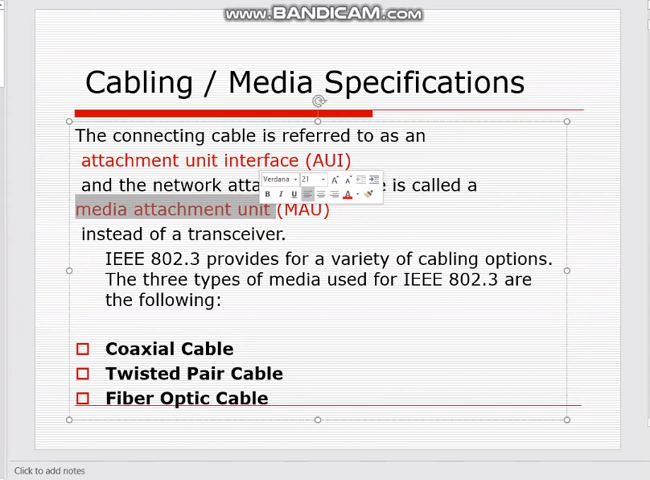 www.BANDICAM.com
Cabling / Media Specifications
The connecting cable is referred to as an
attachment unit interface (AUI)
Verdana 21
and the network atta e is called a
B I U A
media attachment unit (MAU)
instead of a transceiver.
IEEE 802.3 provides for a variety of cabling options.
The three types of media used for IEEE 802.3 are
the following:
Coaxial Cable
Twisted Pair Cable
Fiber Optic Cable
Click to add notes